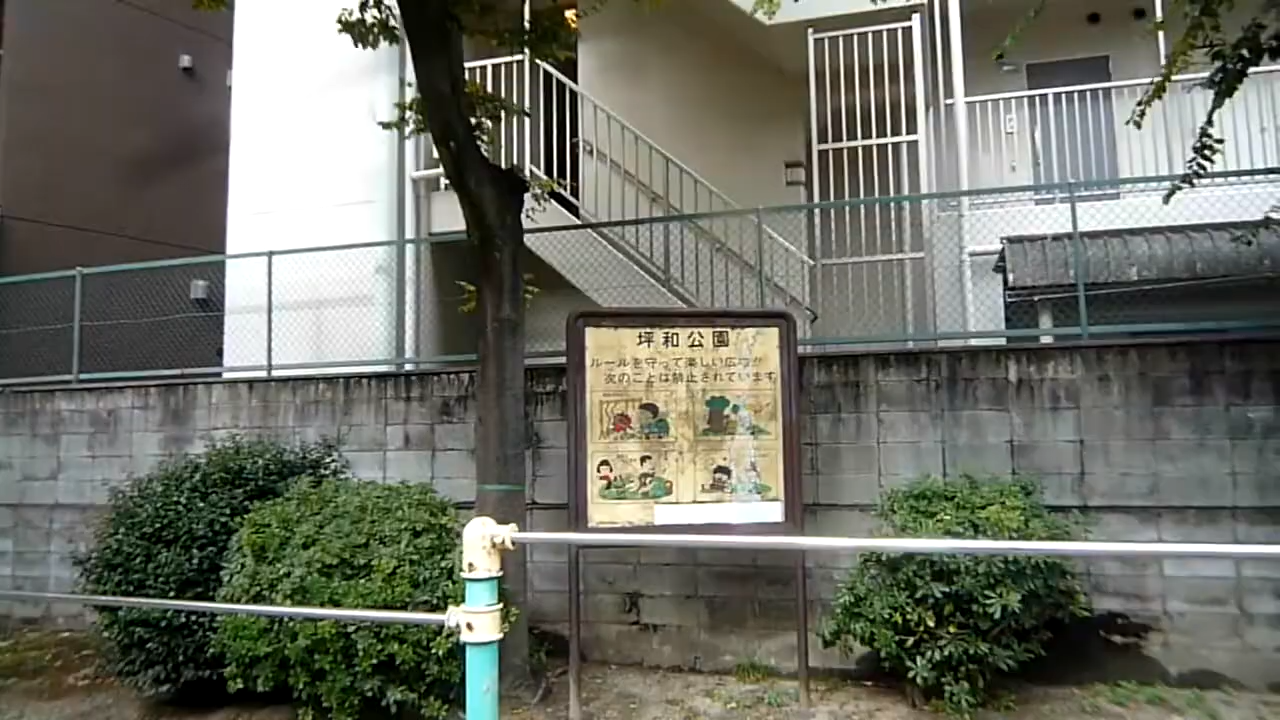 坪和公園
ルールを守って楽しい広場に
次のことは禁止されています